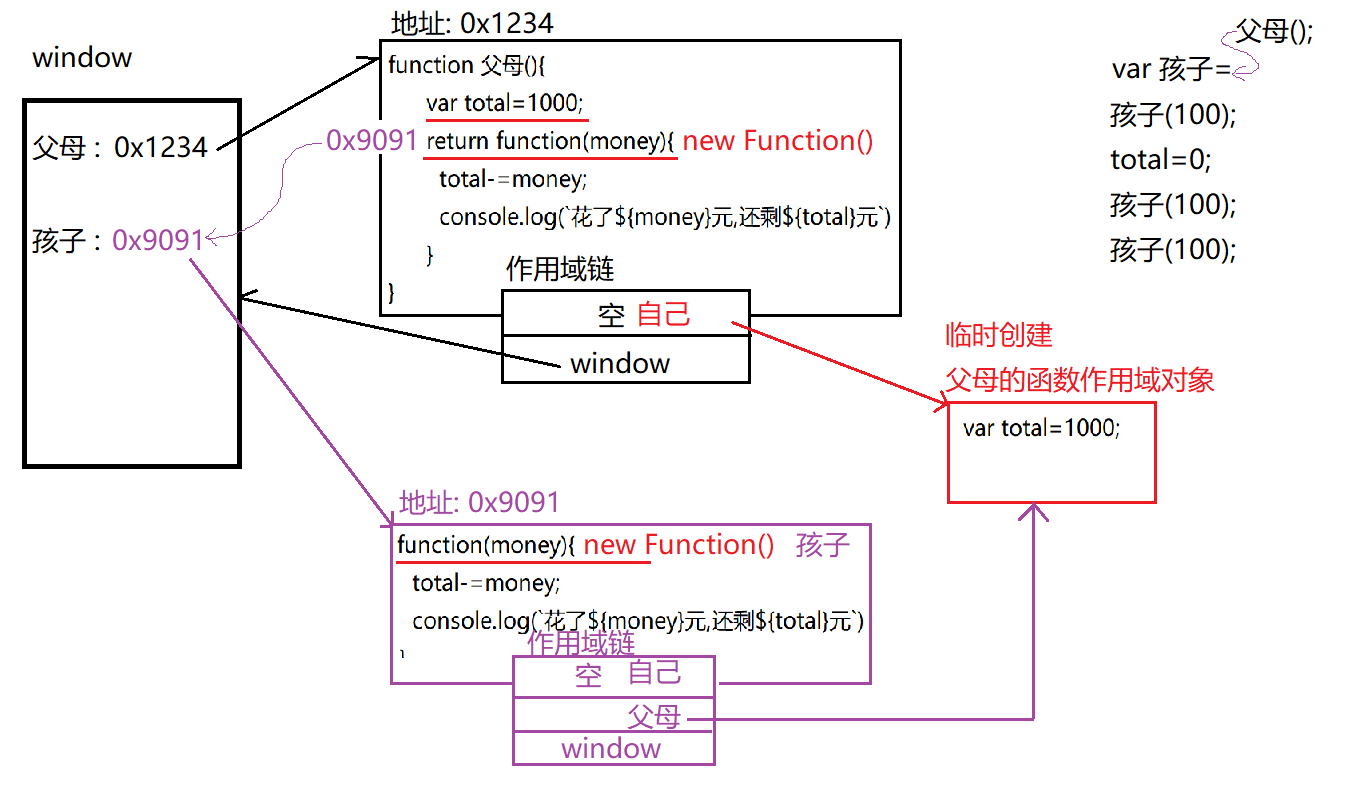 window
父母 : 0x1234
孩子 : 0x9091
地址: 0x1234
function 父母(){
var total=1000;
0x9091 return function(money){ new Function()
total-=money;
console.log(`花了${money}元,还剩${total}元`)
}
}
作用域链
空 自己
window
父母();
var 孩子=
孩子(100);
total=0;
孩子(100);
孩子(100);
临时创建
父母的函数作用域对象
var total=1000;
地址: 0x9091
function(money){ new Function() 孩子
total-=money;
console.log(`花了${money}元,还剩${total}元`)
}
作用域链
空 自己
父母
window